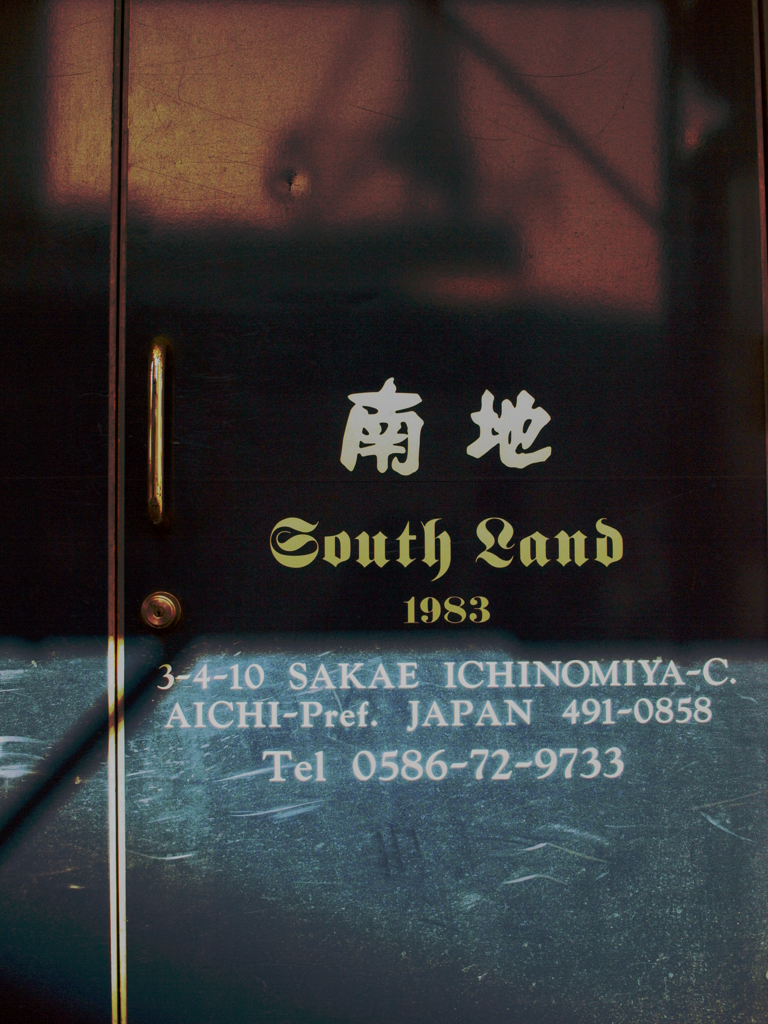 南地
South Land
1983
3-4-10 SAKAE ICHINOMIYA-C.
AICHI-Pref. JAPAN 491-0858
Tel 0586-72-9733